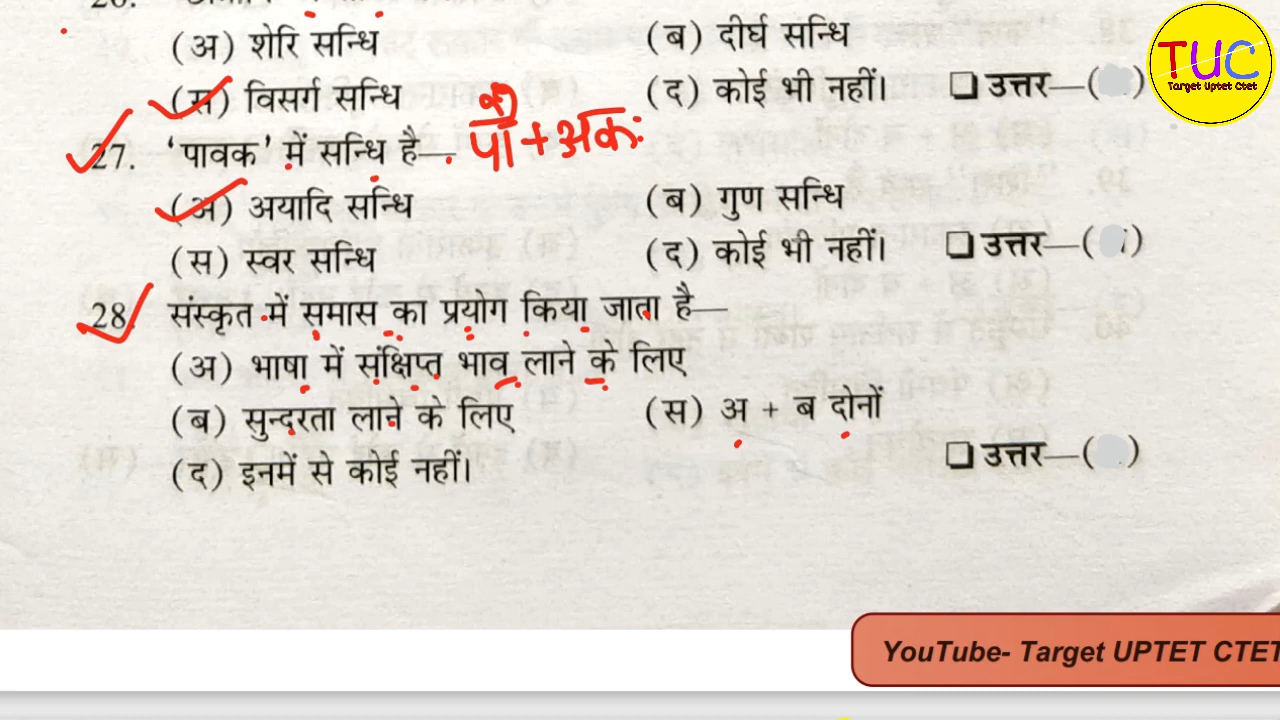 (अ) शेरि सन्धि (ब) दीर्घ सन्धि
(स) विसर्ग सन्धि (द) कोई भी नहीं। ❑ उत्तर—( )
27. ‘पावक’ में सन्धि है— पौ + अकः
(अ) अयादि सन्धि (ब) गुण सन्धि
(स) स्वर सन्धि (द) कोई भी नहीं। ❑ उत्तर—( )
28. संस्कृत में समास का प्रयोग किया जाता है—
(अ) भाषा में संक्षिप्त भाव लाने के लिए
(ब) सुन्दरता लाने के लिए (स) अ + ब दोनों
(द) इनमें से कोई नहीं। ❑ उत्तर—( )
TUC
Target Uptet Ctet
YouTube- Target UPTET CTET